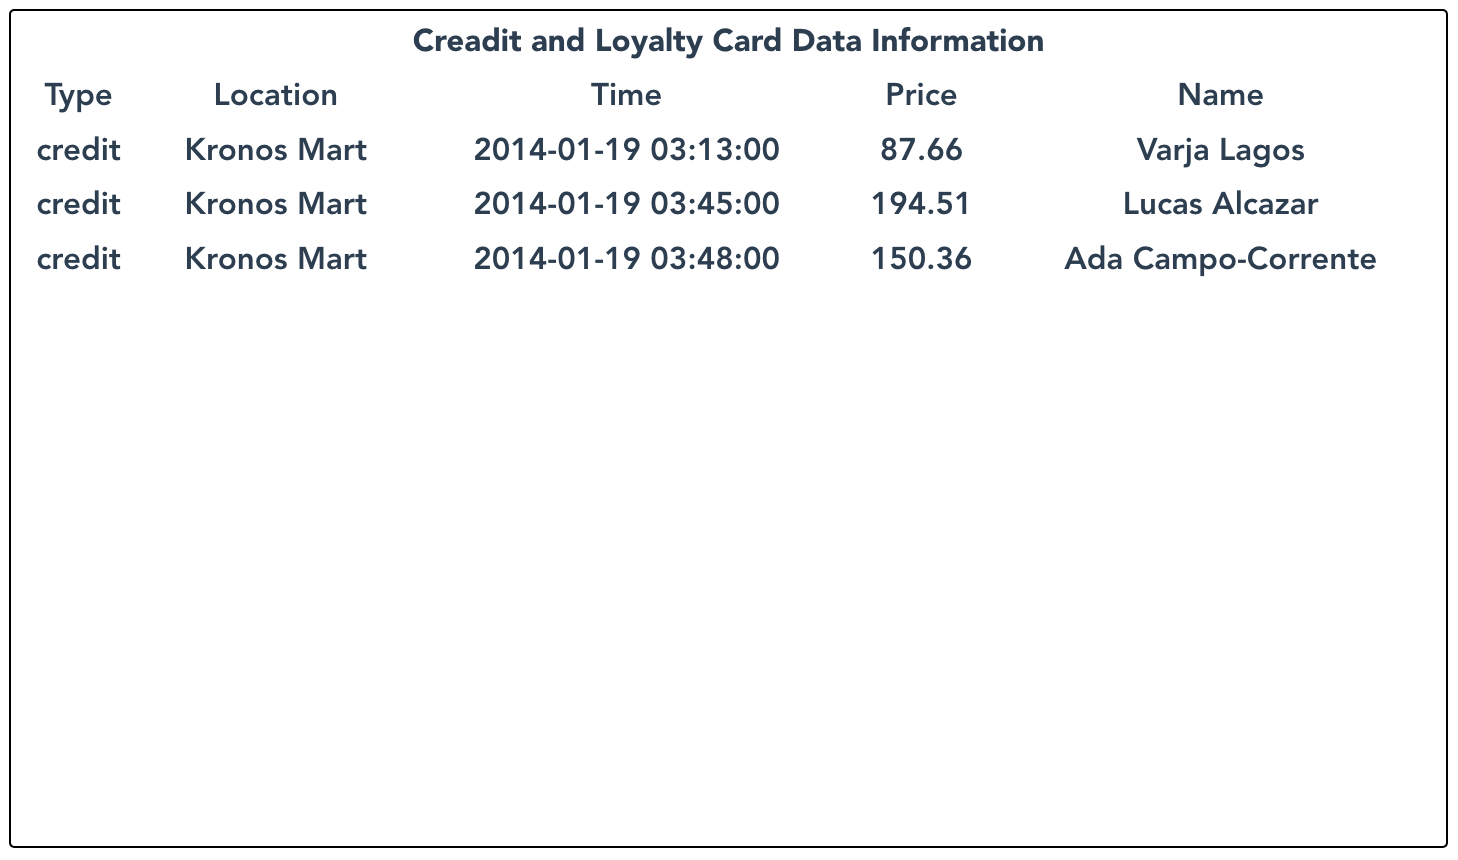 Creadit and Loyalty Card Data Information
Type Location Time Price Name
credit Kronos Mart 2014-01-19 03:13:00 87.66 Varja Lagos
credit Kronos Mart 2014-01-19 03:45:00 194.51 Lucas Alcazar
credit Kronos Mart 2014-01-19 03:48:00 150.36 Ada Campo-Corrente